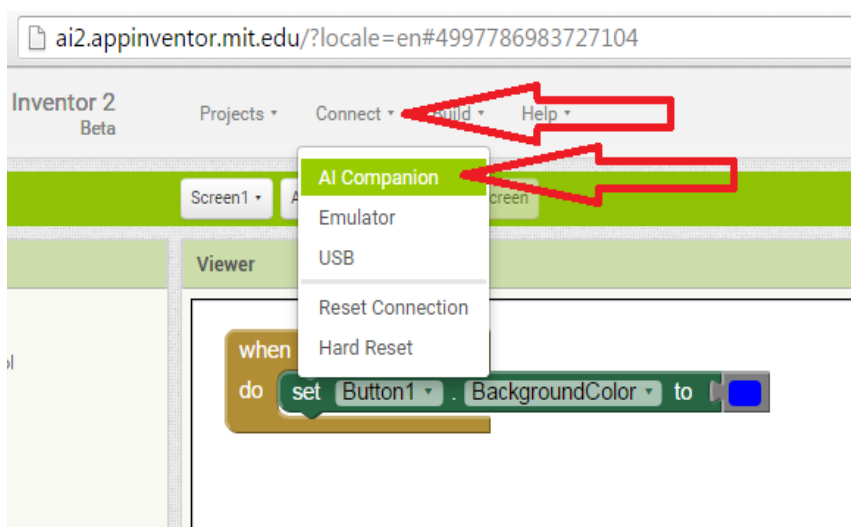 ai2.appinventor.mit.edu/?locale=en#4997786983727104
Inventor 2
Beta
Projects
Connect
Build
Help
AI Companion
Emulator
USB
Reset Connection
Hard Reset
Screen1
Viewer
when
do set Button1 . BackgroundColor to